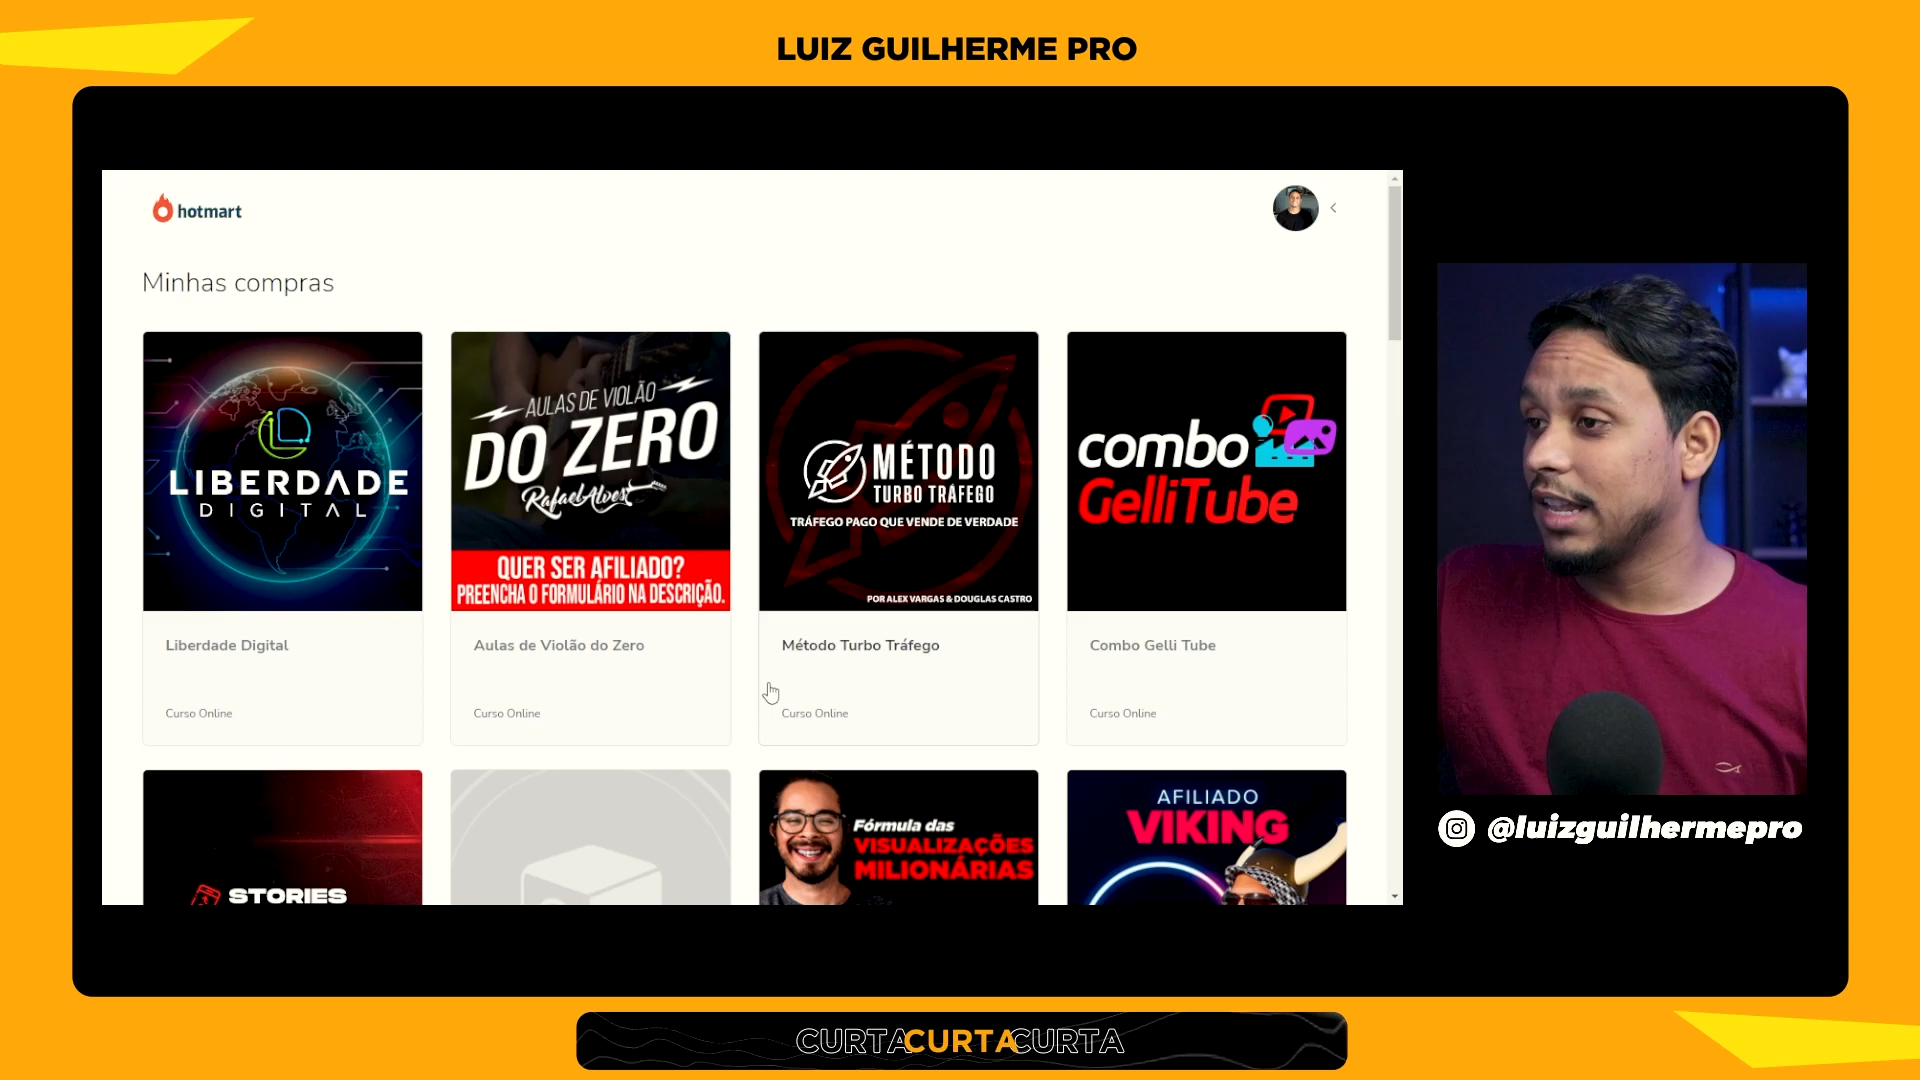 LUIZ GUILHERME PRO
hotmart
Minhas compras
LIBERDADE
DIGITAL
AULAS DE VIOLÃO
DO ZERO
Rafael Alves
QUER SER AFILIADO?
PREENCHA O FORMULÁRIO NA DESCRIÇÃO.
MÉTODO
TURBO TRÁFEGO
TRÁFEGO PAGO QUE VENDE DE VERDADE
POR ALEX VARGAS & DOUGLAS CASTRO
combo
GelliTube
Liberdade Digital
Aulas de Violão do Zero
Método Turbo Tráfego
Combo Gelli Tube
Curso Online
Curso Online
Curso Online
Curso Online
STORIES
Fórmula das
VISUALIZAÇÕES
MILIONÁRIAS
AFILIADO
VIKING
@luizguilhermepro
CURTA CURTA CURTA